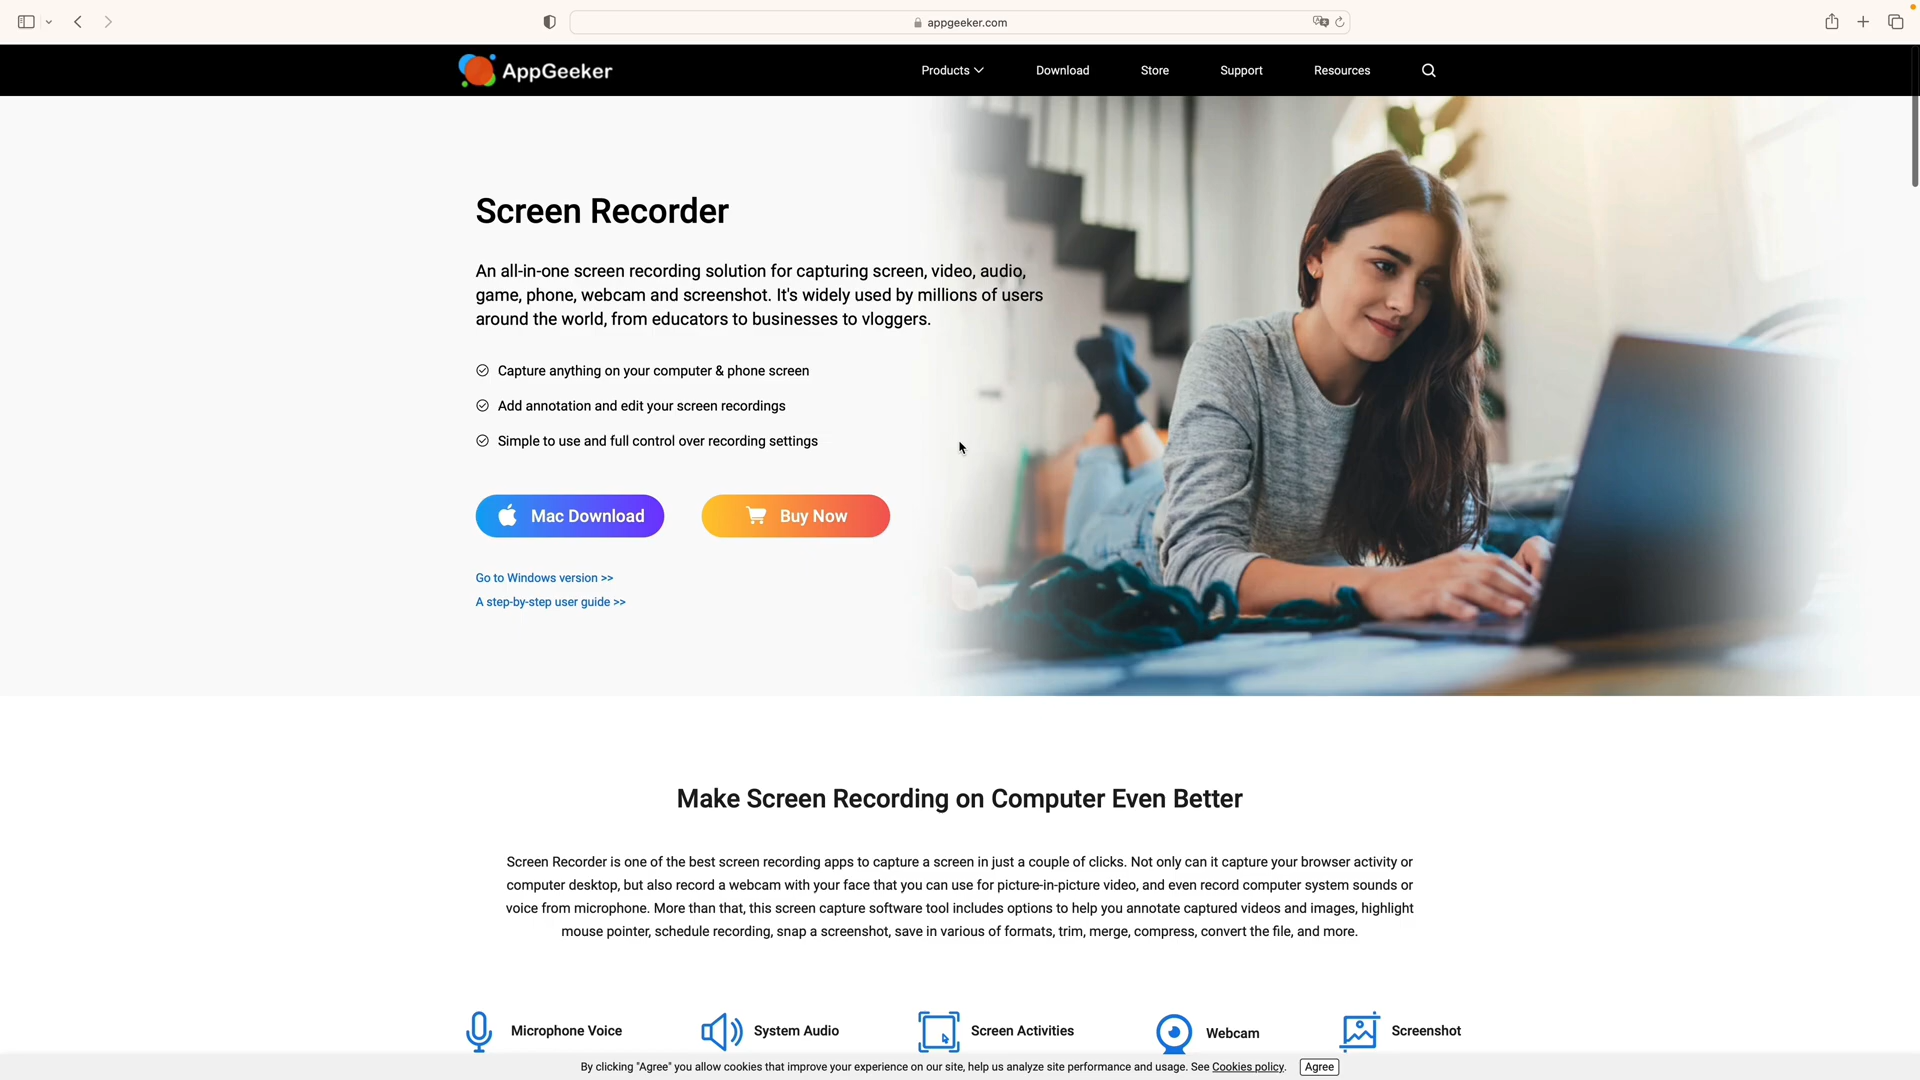 appgeeker.com
AppGeeker
Products
Download
Store
Support
Resources
Screen Recorder
An all-in-one screen recording solution for capturing screen, video, audio,
game, phone, webcam and screenshot. It's widely used by millions of users
around the world, from educators to businesses to vloggers.
Capture anything on your computer & phone screen
Add annotation and edit your screen recordings
Simple to use and full control over recording settings
Mac Download
Buy Now
Go to Windows version >>
A step-by-step user guide >>
Make Screen Recording on Computer Even Better
Screen Recorder is one of the best screen recording apps to capture a screen in just a couple of clicks. Not only can it capture your browser activity or
computer desktop, but also record a webcam with your face that you can use for picture-in-picture video, and even record computer system sounds or
voice from microphone. More than that, this screen capture software tool includes options to help you annotate captured videos and images, highlight
mouse pointer, schedule recording, snap a screenshot, save in various of formats, trim, merge, compress, convert the file, and more.
Microphone Voice
System Audio
Screen Activities
Webcam
Screenshot
By clicking "Agree" you allow cookies that improve your experience on our site, help us analyze site performance and usage. See Cookies policy.
Agree